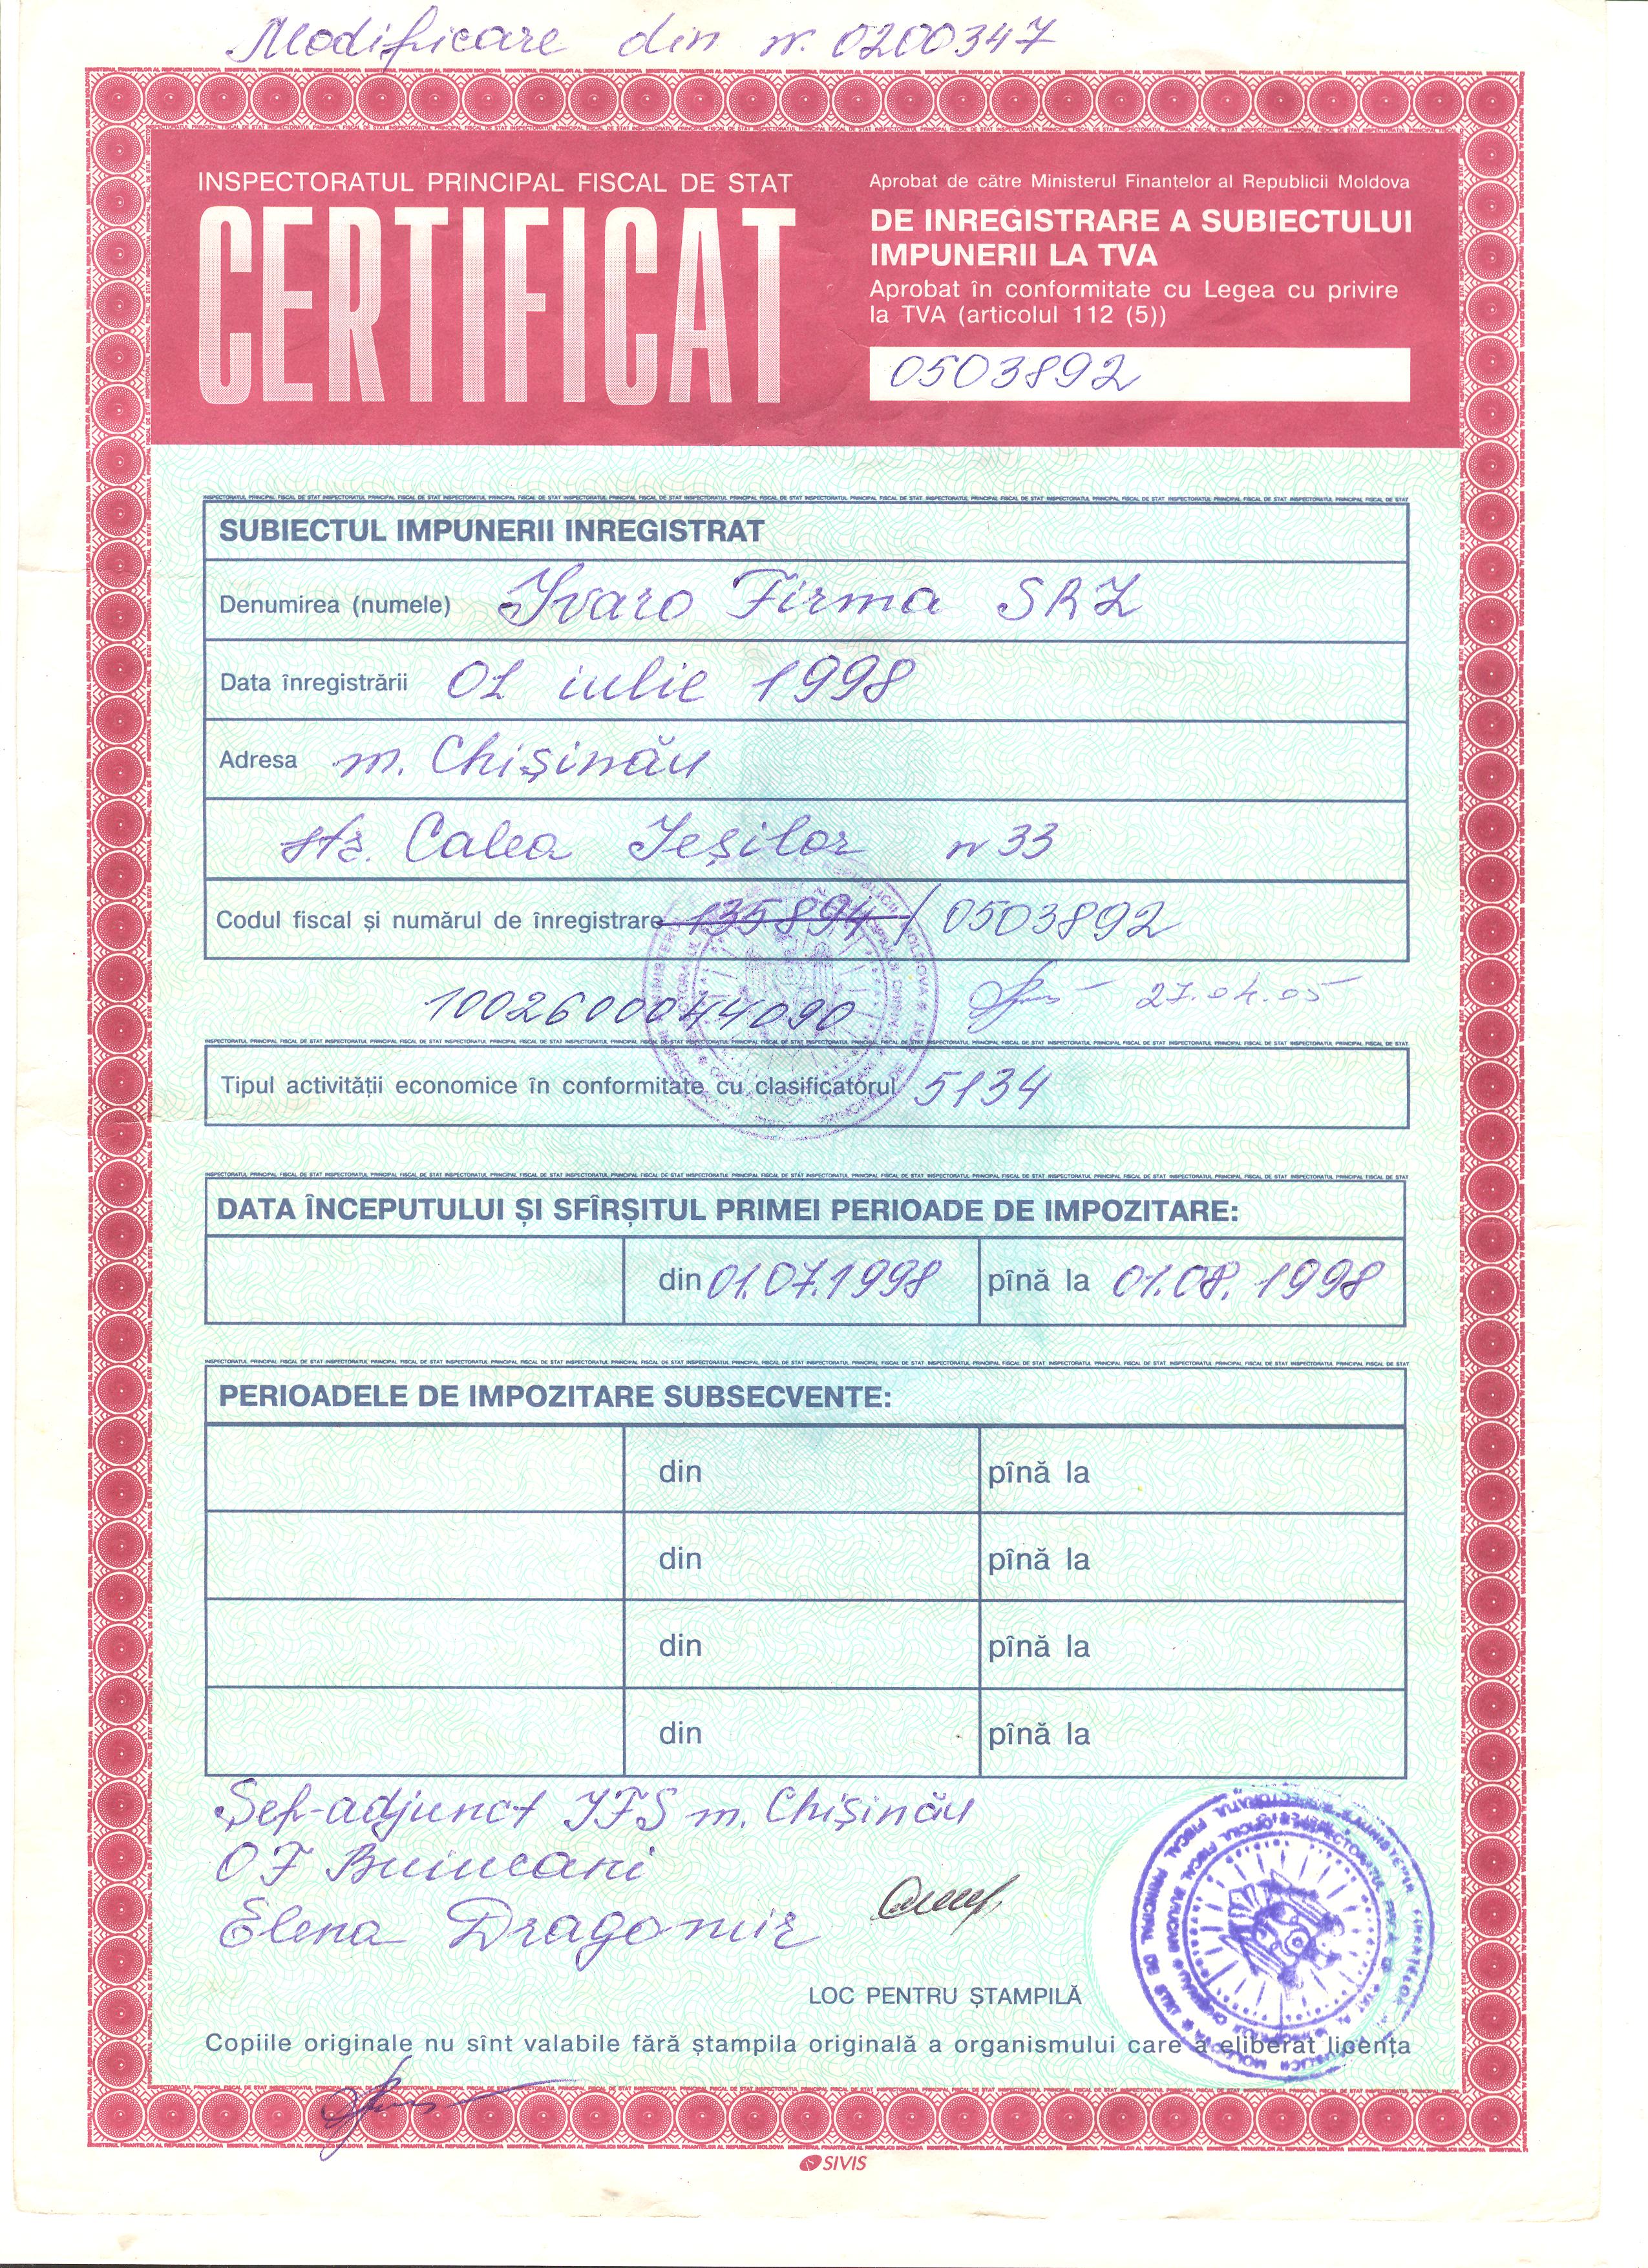 Modificare din nr. 0200347
INSPECTORATUL PRINCIPAL FISCAL DE STAT
CERTIFICAT
Aprobat de către Ministerul Finanțelor al Republicii Moldova
DE INREGISTRARE A SUBIECTULUI
IMPUNERII LA TVA
Aprobat în conformitate cu Legea cu privire
la TVA (articolul 112 (5))
0503892
SUBIECTUL IMPUNERII INREGISTRAT
Denumirea (numele) Ivaro Firma SRL
Data înregistrării 01 iulie 1998
Adresa m. Chișinău
str. Calea Ieșilor nr 33
Codul fiscal și numărul de înregistrare 135894 / 0503892
1002600044090 27.04.05
Tipul activității economice în conformitate cu clasificatorul 5134
DATA ÎNCEPUTULUI ȘI SFÎRȘITUL PRIMEI PERIOADE DE IMPOZITARE:
din 01.07.1998 pînă la 01.08.1998
PERIOADELE DE IMPOZITARE SUBSECVENTE:
din pînă la
din pînă la
din pînă la
din pînă la
Șef-adjunct IFS m. Chișinău
OF Buiucani
Elena Dragomir
LOC PENTRU ȘTAMPILĂ
Copiile originale nu sînt valabile fără ștampila originală a organismului care a eliberat licența
SIVIS